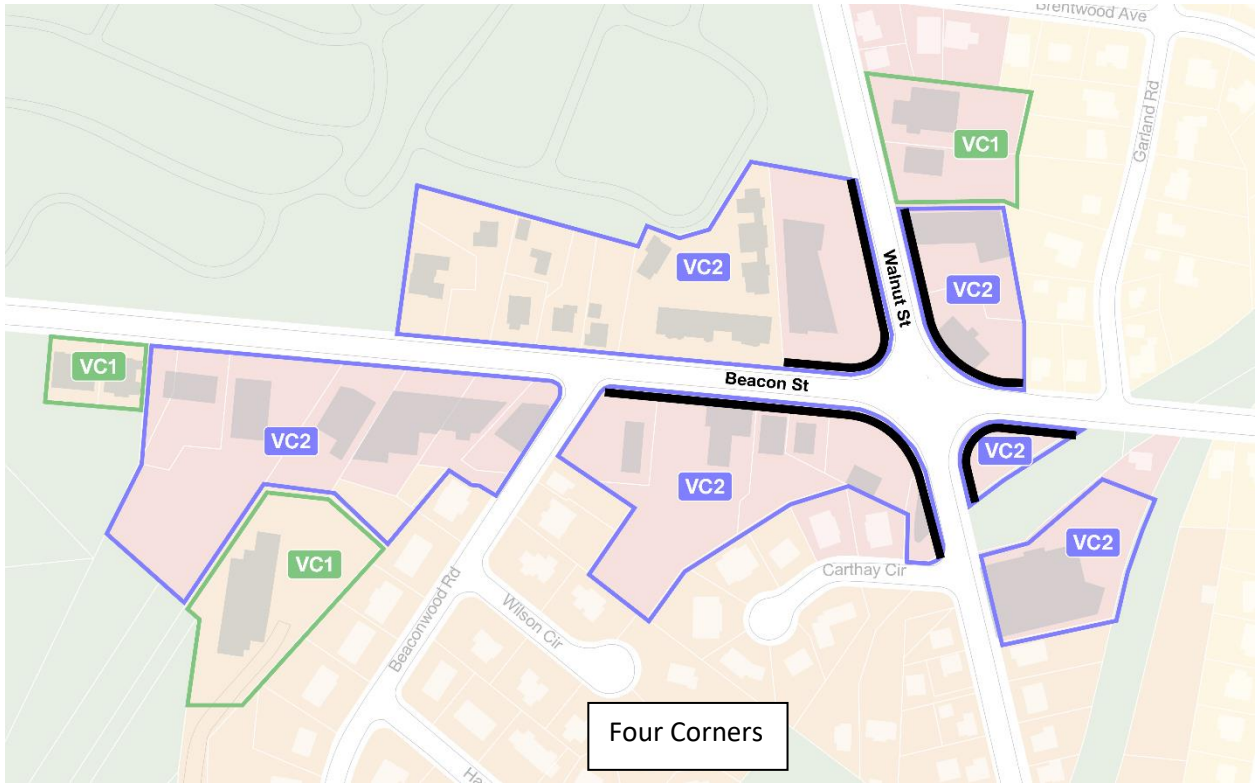 Brentwood Ave
VC1
Garland Rd
VC2
Walnut St
VC2
VC1
Beacon St
VC2
VC2
VC2
VC2
VC1
Carthay Cir
Beaconwood Rd
Wilson Cir
Four Corners
Ha